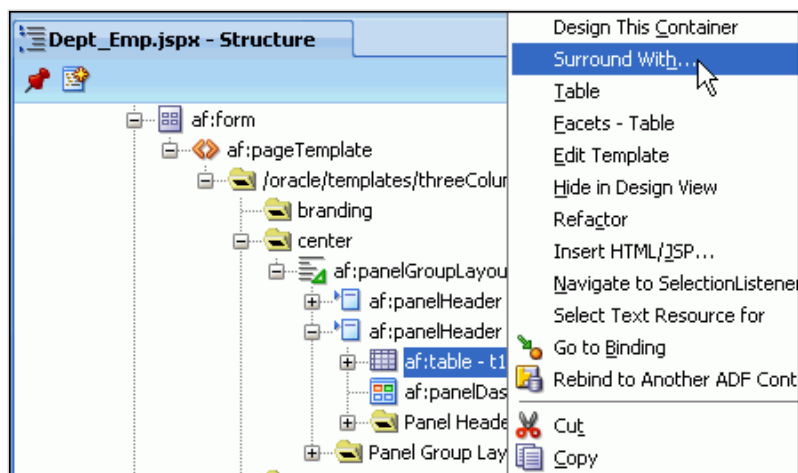 Dept_Emp.jspx - Structure
af:form
af:pageTemplate
/oracle/templates/threeColu
branding
center
af:panelGroupLayou
af:panelHeader
af:panelHeader
af:table - t1
af:panelDas
Panel Heade
Panel Group Lay
Design This Container
Surround With...
Table
Facets - Table
Edit Template
Hide in Design View
Refactor
Insert HTML/JSP...
Navigate to SelectionListener
Select Text Resource for
Go to Binding
Rebind to Another ADF Cont
Cut
Copy